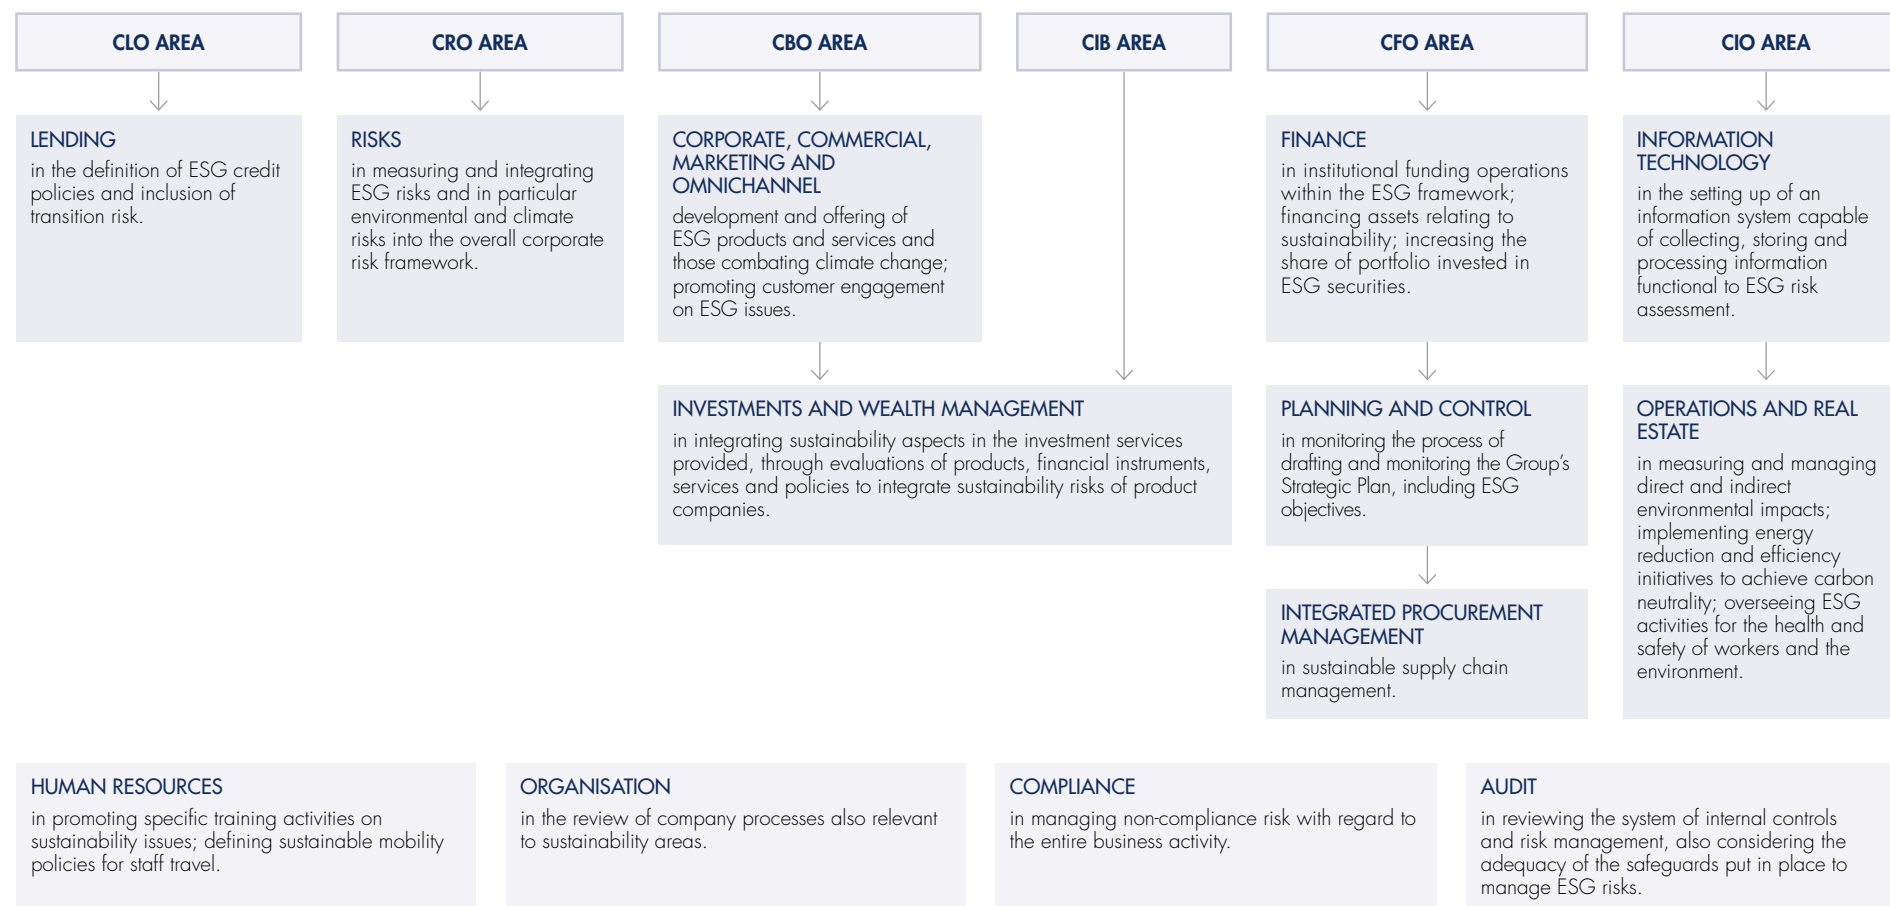 CLO AREA
CRO AREA
CBO AREA
CIB AREA
CFO AREA
CIO AREA
LENDING
in the definition of ESG credit
policies and inclusion of
transition risk.
RISKS
in measuring and integrating
ESG risks and in particular
environmental and climate
risks into the overall corporate
risk framework.
CORPORATE, COMMERCIAL,
MARKETING AND
OMNICHANNEL
development and offering of
ESG products and services and
those combating climate change;
promoting customer engagement
on ESG issues.
FINANCE
in institutional funding operations
within the ESG framework;
financing assets relating to
sustainability; increasing the
share of portfolio invested in
ESG securities.
INFORMATION
TECHNOLOGY
in the setting up of an
information system capable
of collecting, storing and
processing information
functional to ESG risk
assessment.
INVESTMENTS AND WEALTH MANAGEMENT
in integrating sustainability aspects in the investment services
provided, through evaluations of products, financial instruments,
services and policies to integrate sustainability risks of product
companies.
PLANNING AND CONTROL
in monitoring the process of
drafting and monitoring the Group's
Strategic Plan, including ESG
objectives.
OPERATIONS AND REAL
ESTATE
in measuring and managing
direct and indirect
environmental impacts;
implementing energy
reduction and efficiency
initiatives to achieve carbon
neutrality; overseeing ESG
activities for the health and
safety of workers and the
environment.
INTEGRATED PROCUREMENT
MANAGEMENT
in sustainable supply chain
management.
HUMAN RESOURCES
in promoting specific training activities on
sustainability issues; defining sustainable mobility
policies for staff travel.
ORGANISATION
in the review of company processes also relevant
to sustainability areas.
COMPLIANCE
in managing non-compliance risk with regard to
the entire business activity.
AUDIT
in reviewing the system of internal controls
and risk management, also considering the
adequacy of the safeguards put in place to
manage ESG risks.